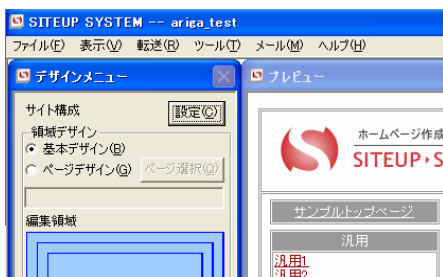 SITEUP SYSTEM -- ariga_test
ファイル(F) 表示(V) 転送(R) ツール(T) メール(M) ヘルプ(H)
デザインメニュー
プレビュー
サイト構成 設定(C)
領域デザイン
基本デザイン(B)
ページデザイン(G) ページ選択(Q)
編集領域
ホームページ作成
SITEUP・S
サンプルトップページ
汎用
汎用1
汎用2